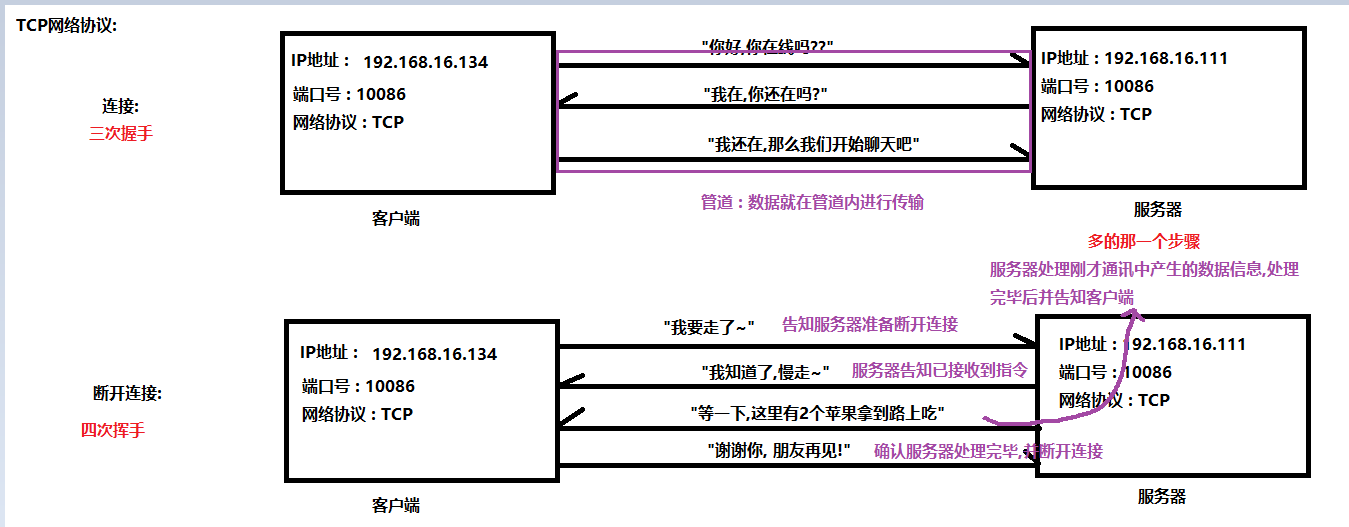 TCP网络协议:
"你好,你在线吗??"
IP地址： 192.168.16.134
端口号：10086
网络协议：TCP
IP地址：192.168.16.111
端口号：10086
网络协议：TCP
连接:
三次握手
"我在,你还在吗?"
"我还在,那么我们开始聊天吧"
管道：数据就在管道内进行传输
客户端
服务器
多的那一个步骤
服务器处理刚才通讯中产生的数据信息,处理
完毕后并告知客户端
"我要走了~" 告知服务器准备断开连接
IP地址： 192.168.16.134
端口号：10086
网络协议：TCP
IP地址：192.168.16.111
端口号：10086
网络协议：TCP
断开连接:
四次挥手
"我知道了,慢走~" 服务器告知已接收到指令
"等一下,这里有2个苹果拿到路上吃"
"谢谢你, 朋友再见!" 确认服务器处理完毕,并断开连接
客户端
服务器